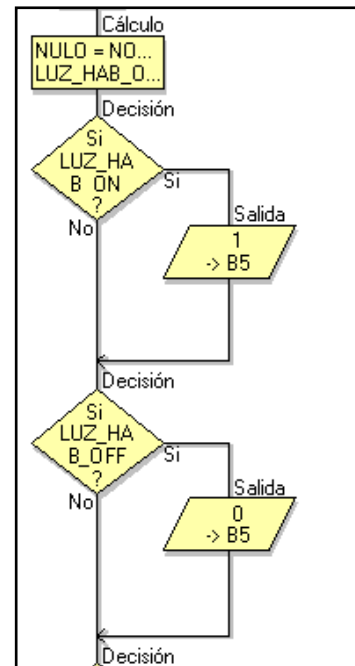 Cálculo
NULO = NO...
LUZ_HAB_O...
Decisión
Si
LUZ_HA
B_ON
?
Si
No
Salida
1
-> B5
Decisión
Si
LUZ_HA
B_OFF
?
Si
No
Salida
0
-> B5
Decisión